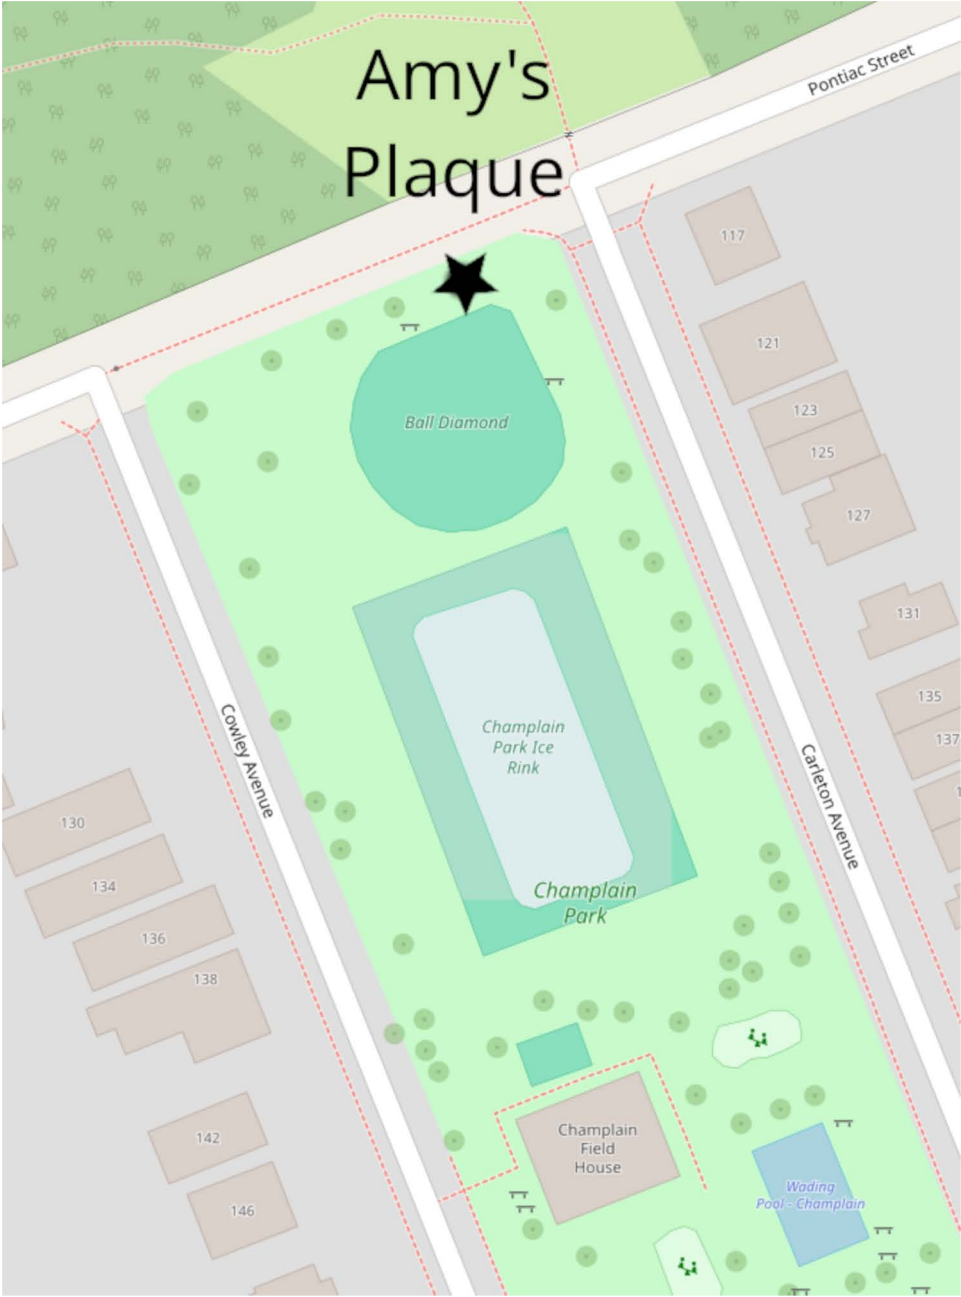 Amy's
Plaque
Pontiac Street
117
121
Ball Diamond
123
125
127
131
135
137
Champlain
Park Ice
Rink
Cowley Avenue
Carleton Avenue
130
134
136
138
Champlain
Park
142
146
Champlain
Field
House
Wading
Pool - Champlain